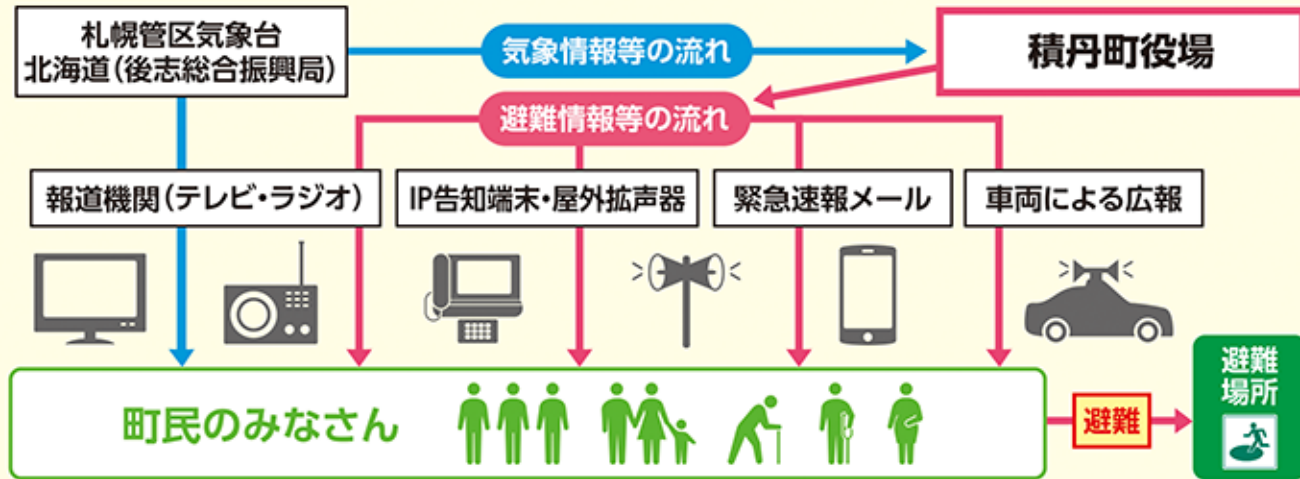 札幌管区気象台
北海道(後志総合振興局)
気象情報等の流れ
積丹町役場
避難情報等の流れ
報道機関(テレビ・ラジオ)
IP告知端末・屋外拡声器
緊急速報メール
車両による広報
町民のみなさん
避難
避難
場所